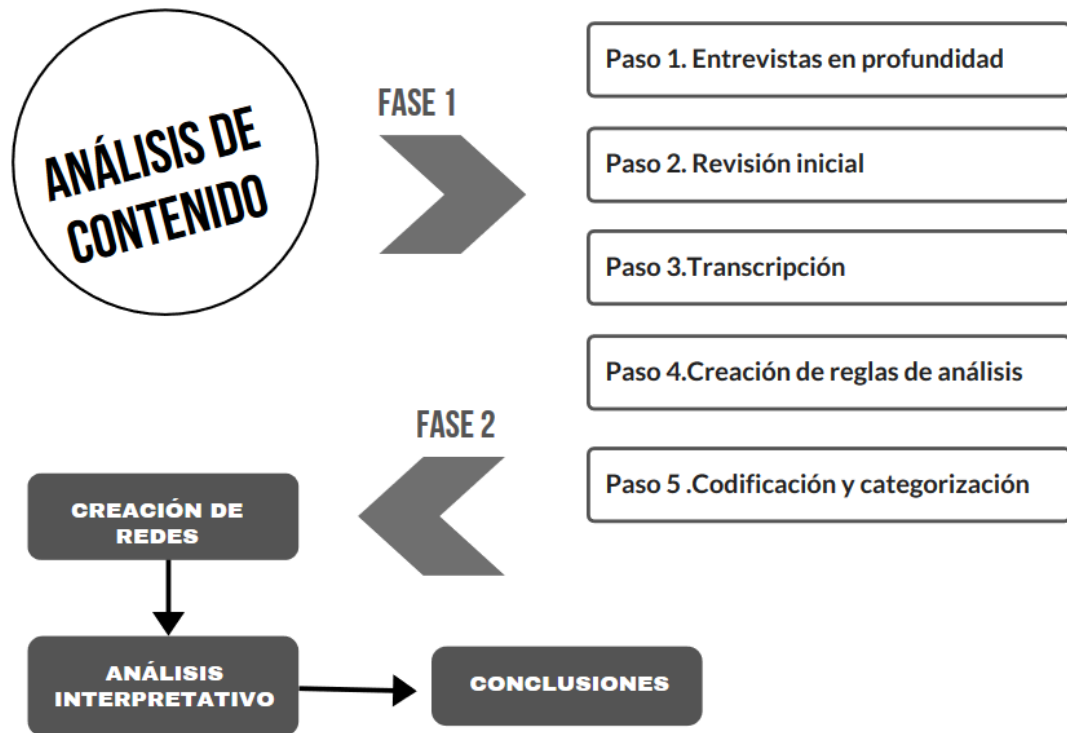 ANÁLISIS DE
CONTENIDO
FASE 1
Paso 1. Entrevistas en profundidad
Paso 2. Revisión inicial
Paso 3.Transcripción
Paso 4.Creación de reglas de análisis
Paso 5 .Codificación y categorización
FASE 2
CREACIÓN DE
REDES
ANÁLISIS
INTERPRETATIVO
CONCLUSIONES